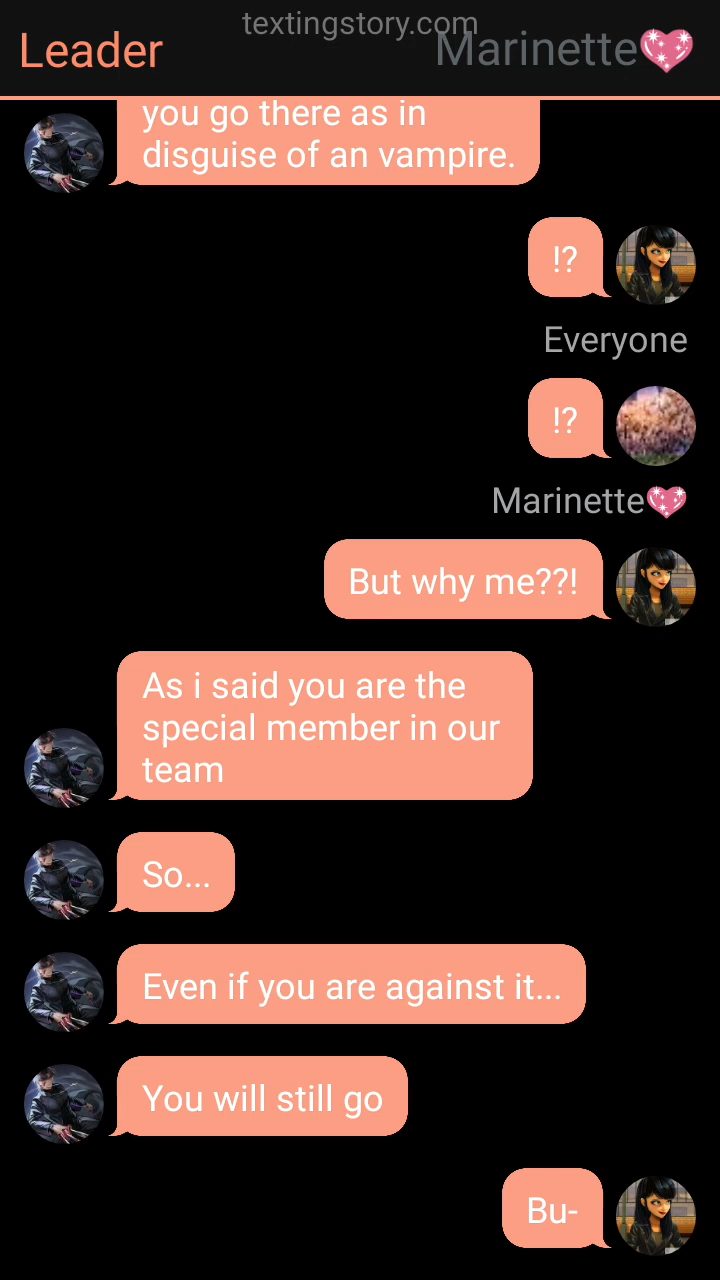 textingstory.com
Leader
Marinette💖
you go there as in
disguise of an vampire.
!?
Everyone
!?
Marinette💖
But why me??!
As i said you are the
special member in our
team
So...
Even if you are against it...
You will still go
Bu-